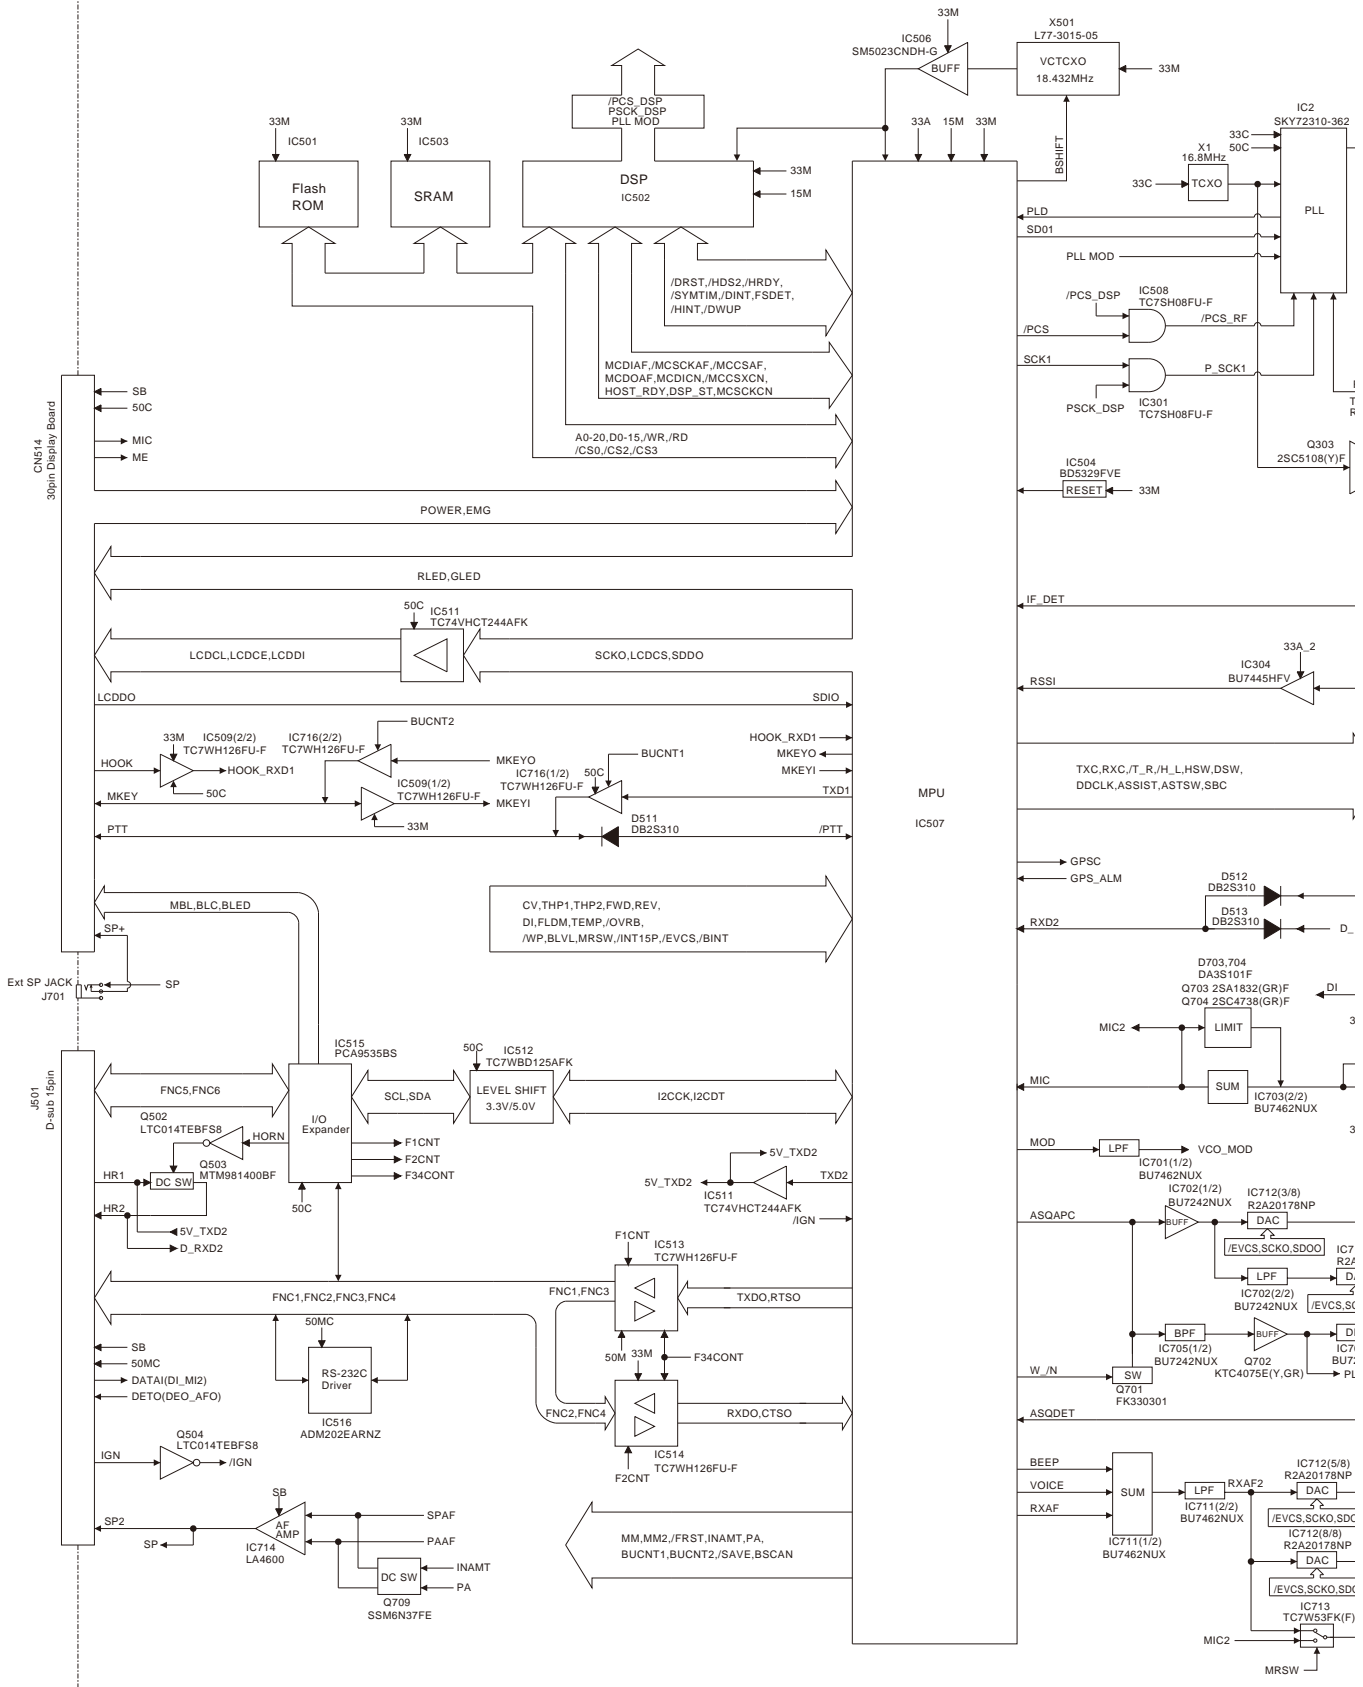 33M
X501
L77-3015-05
IC506
SM5023CNDH-G
BUFF
VCTCXO
18.432MHz
33M
/PCS_DSP
PSCK_DSP
PLL MOD
33M
IC501
33M
IC503
33A
15M
33M
BSHIFT
IC2
SKY72310-362
33C
50C
X1
16.8MHz
33C
TCXO
PLL
Flash
ROM
SRAM
DSP
IC502
33M
15M
PLD
SD01
PLL MOD
/DRST,/HDS2,/HRDY,
/SYMTIM,/DINT,FSDET,
/HINT,/DWUP
/PCS_DSP
IC508
TC7SH08FU-F
/PCS_RF
/PCS
SCK1
P_SCK1
PSCK_DSP
IC301
TC7SH08FU-F
MCDIAF,/MCSCKAF,/MCCSAF,
MCDOAF,MCDICN,/MCCSXCN,
HOST_RDY,DSP_ST,MCSCKCN
A0-20,D0-15,/WR,/RD
/CS0,/CS2,/CS3
CN514
30pin Display Board
SB
50C
MIC
ME
Q303
2SC5108(Y)F
IC504
BD5329FVE
RESET
33M
POWER,EMG
RLED,GLED
IF_DET
50C
IC511
TC74VHCT244AFK
LCDCL,LCDCE,LCDDI
SCKO,LCDCS,SDDO
33A_2
IC304
BU7445HFV
RSSI
LCDDO
SDIO
BUCNT2
33M
IC509(2/2)
TC7WH126FU-F
IC716(2/2)
TC7WH126FU-F
HOOK
HOOK_RXD1
50C
MKEYO
IC509(1/2)
TC7WH126FU-F
MKEYI
MKEY
33M
IC716(1/2)
TC7WH126FU-F
50C
BUCNT1
HOOK_RXD1
MKEYO
MKEYI
TXD1
D511
DB2S310
PTT
/PTT
MPU
IC507
TXC,RXC,/T_R,/H_L,HSW,DSW,
DDCLK,ASSIST,ASTSW,SBC
GPSC
GPS_ALM
D512
DB2S310
D513
DB2S310
RXD2
D_
MBL,BLC,BLED
SP+
CV,THP1,THP2,FWD,REV,
DI,FLDM,TEMP,/OVRB,
/WP,BLVL,MRSW,/INT15P,/EVCS,/BINT
Ext SP JACK
J701
SP
D703,704
DA3S101F
Q703 2SA1832(GR)F
Q704 2SC4738(GR)F
DI
MIC2
LIMIT
3
MIC
SUM
IC703(2/2)
BU7462NUX
3
J501
D-sub 15pin
IC515
PCA9535BS
50C
IC512
TC7WBD125AFK
FNC5,FNC6
I/O
Expander
SCL,SDA
LEVEL SHIFT
3.3V/5.0V
I2CCK,I2CDT
Q502
LTC014TEBFS8
HORN
Q503
MTM981400BF
HR1
DC SW
HR2
5V_TXD2
D_RXD2
F1CNT
F2CNT
F34CONT
50C
5V_TXD2
5V_TXD2
TXD2
IC511
TC74VHCT244AFK
/IGN
MOD
LPF
VCO_MOD
IC701(1/2)
BU7462NUX
IC702(1/2)
BU7242NUX
BUFF
IC712(3/8)
R2A20178NP
DAC
ASQAPC
/EVCS,SCKO,SDOO
LPF
IC702(2/2)
BU7242NUX
IC7
R2A
D
/EVCS,SC
F1CNT
IC513
TC7WH126FU-F
FNC1,FNC3
TXDO,RTSO
FNC1,FNC2,FNC3,FNC4
50MC
50M
33M
F34CONT
BPF
IC705(1/2)
BU7242NUX
BUFF
Q702
KTC4075E(Y,GR)
BU7
PL
SB
50MC
DATAI(DI_MI2)
DETO(DEO_AFO)
RS-232C
Driver
IC516
ADM202EARNZ
W_/N
SW
Q701
FK330301
FNC2,FNC4
RXDO,CTSO
ASQDET
IC514
TC7WH126FU-F
F2CNT
Q504
LTC014TEBFS8
IGN
/IGN
BEEP
VOICE
RXAF
SUM
IC711(1/2)
BU7462NUX
LPF
IC711(2/2)
BU7462NUX
RXAF2
IC712(5/8)
R2A20178NP
DAC
/EVCS,SCKO,SDO
IC712(8/8)
R2A20178NP
DAC
/EVCS,SCKO,SDO
SB
SP2
AF
AMP
IC714
LA4600
SP
SPAF
PAAF
DC SW
INAMT
PA
Q709
SSM6N37FE
MM,MM2,/FRST,INAMT,PA,
BUCNT1,BUCNT2,/SAVE,BSCAN
IC713
TC7W53FK(F)
MIC2
MRSW